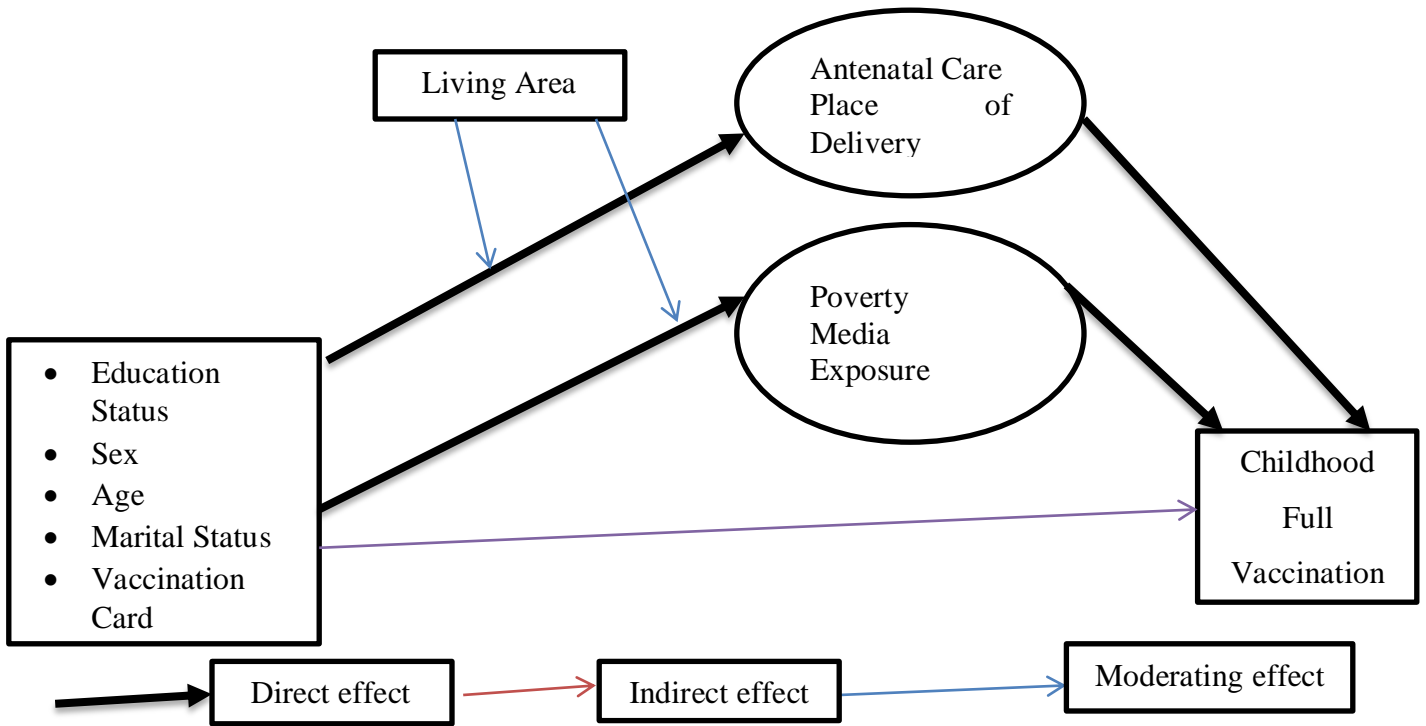 Living Area
Antenatal Care
Place of
Delivery
Poverty
Media
Exposure
• Education
Status
• Sex
• Age
• Marital Status
• Vaccination
Card
Childhood
Full
Vaccination
Direct effect
Indirect effect
Moderating effect